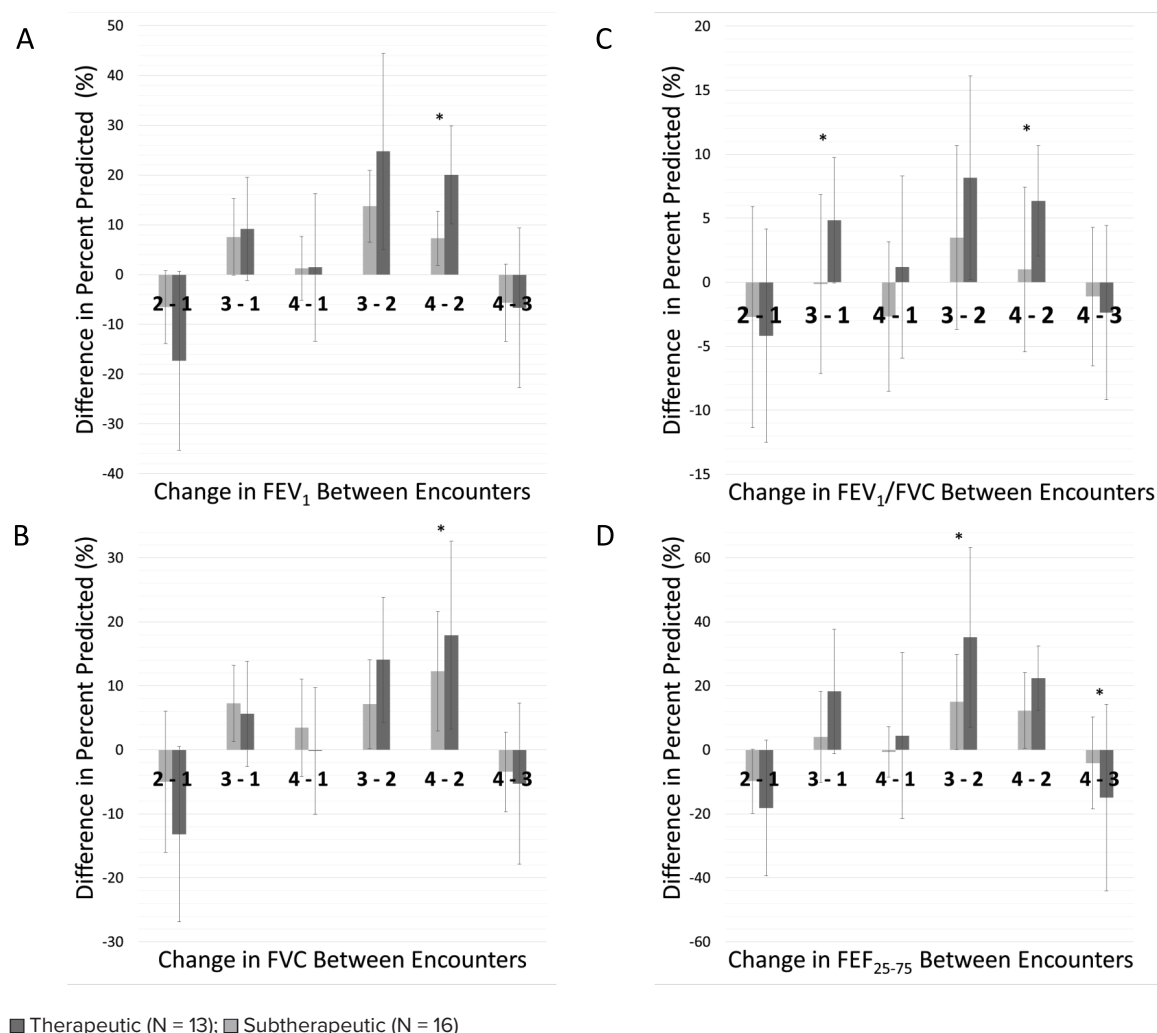 A
50
40
30
20
10
0
-10
-20
-30
-40
Difference in Percent Predicted (%)
*
2 - 1 3 - 1 4 - 1 3 - 2 4 - 2 4 - 3
Change in FEV1 Between Encounters
B
30
20
10
0
-10
-20
-30
Difference in Percent Predicted (%)
*
2 - 1 3 - 1 4 - 1 3 - 2 4 - 2 4 - 3
Change in FVC Between Encounters
C
20
15
10
5
0
-5
-10
-15
Difference in Percent Predicted (%)
* *
2 - 1 3 - 1 4 - 1 3 - 2 4 - 2 4 - 3
Change in FEV1/FVC Between Encounters
D
60
40
20
0
-20
-40
-60
Difference in Percent Predicted (%)
*
*
2 - 1 3 - 1 4 - 1 3 - 2 4 - 2 4 - 3
Change in FEF25-75 Between Encounters
Therapeutic (N = 13); Subtherapeutic (N = 16)